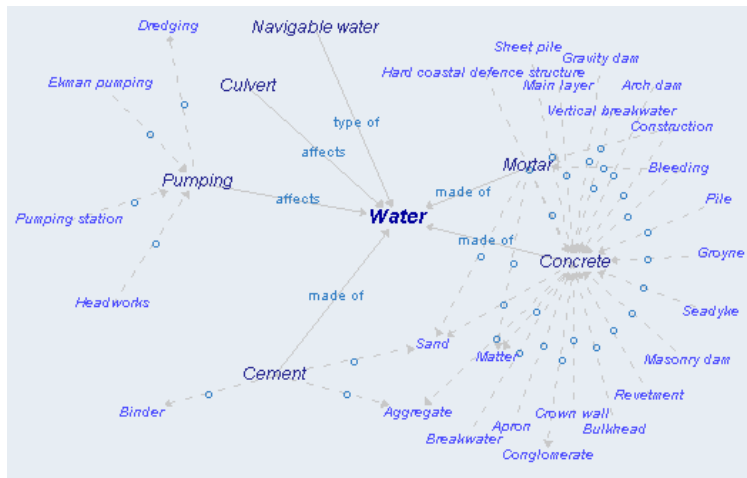 Dredging
Navigable water
Sheet pile
Gravity dam
Hard coastal defence structure
Ekman pumping
Culvert
Main layer
Arch dam
Vertical breakwater
type of
Construction
affects
Mortar
Bleeding
Pumping
made of
affects
Pile
Pumping station
Water
made of
Groyne
Concrete
made of
Headworks
Seadyke
Sand
Matter
Masonry dam
Cement
Revetment
Binder
Aggregate
Crown wall
Apron
Bulkhead
Breakwater
Conglomerate